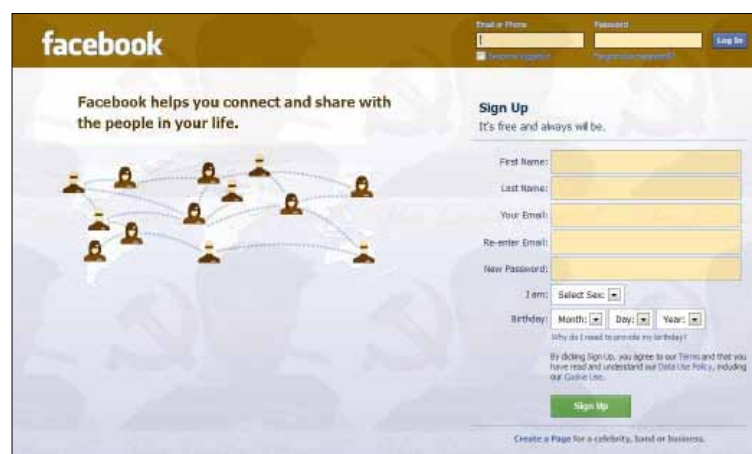 facebook
Email or Phone
Password
Log In
Forgot your password?
Facebook helps you connect and share with
the people in your life.
Sign Up
It's free and always will be.
First Name:
Last Name:
Your Email:
Re-enter Email:
New Password:
I am: Select Sex:
Birthday: Month: Day: Year:
Why do I need to provide my birthday?
By clicking Sign Up, you agree to our Terms and that you
have read and understand our Data Use Policy, including
our Cookie Use.
Sign Up
Create a Page for a celebrity, band or business.